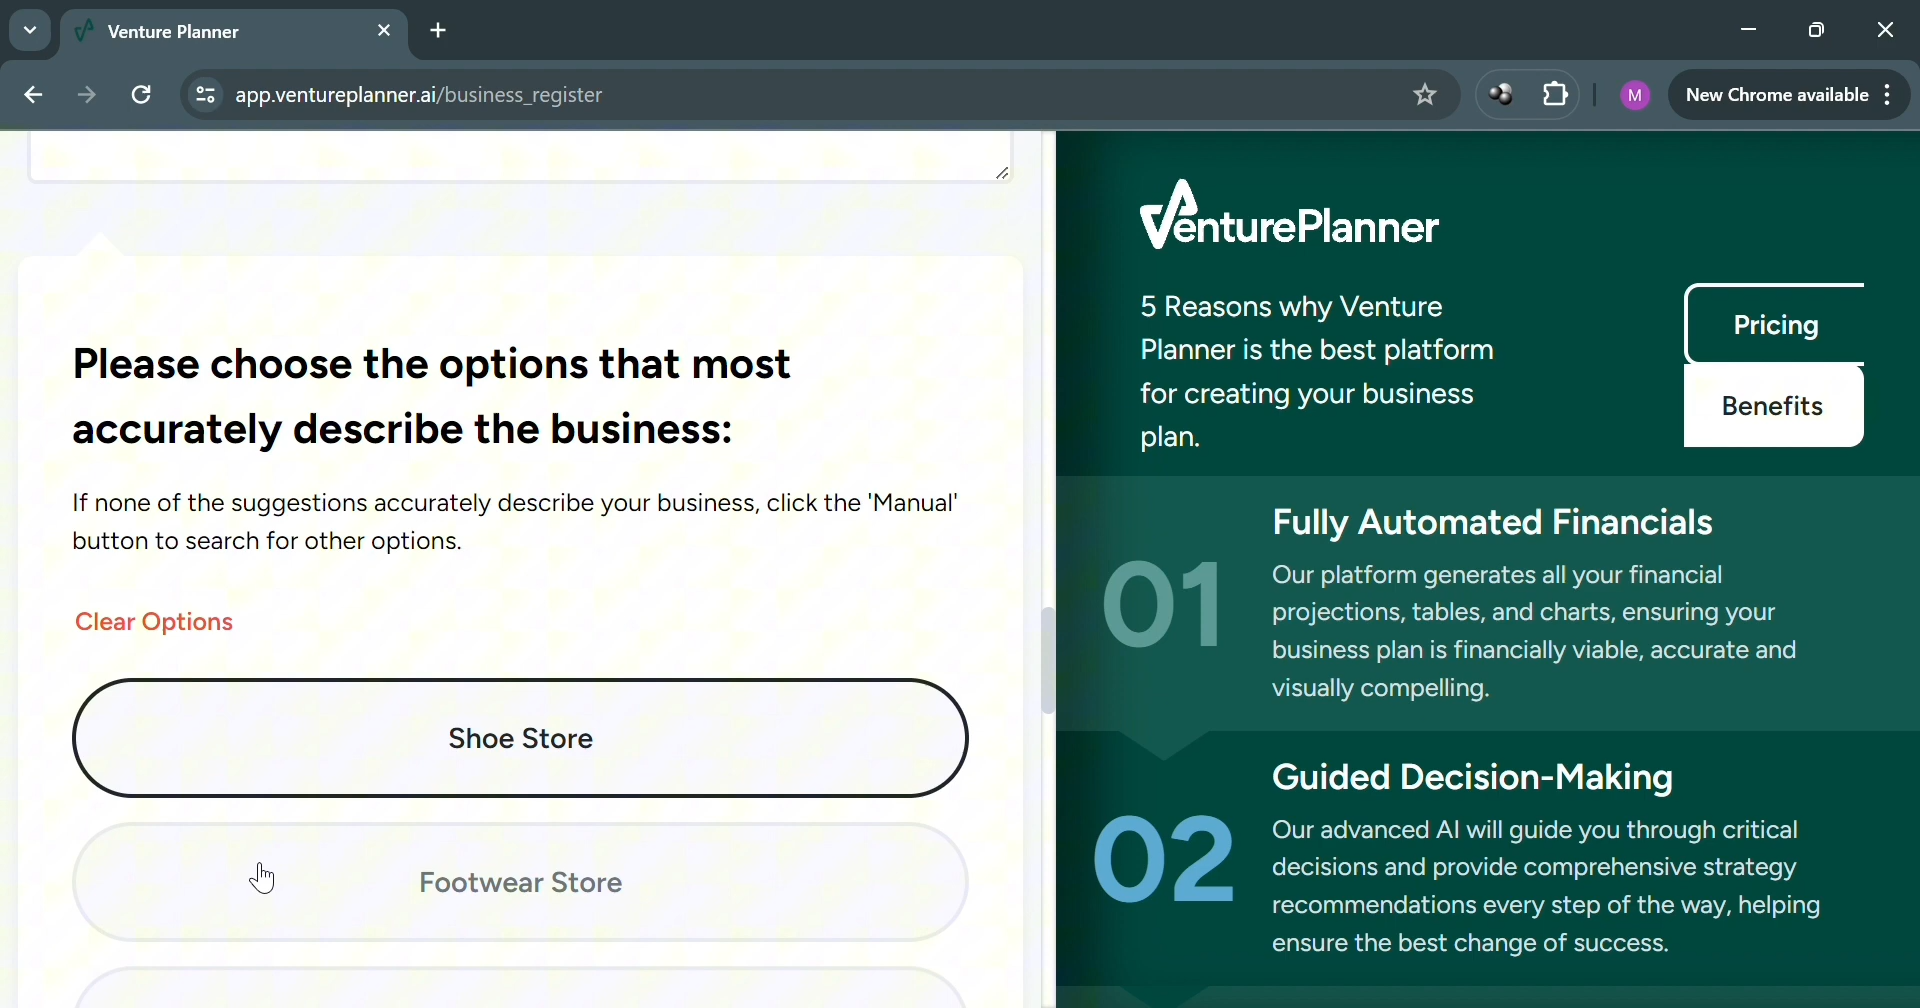 Venture Planner
app.ventureplanner.ai/business_register
M
New Chrome available
Please choose the options that most
accurately describe the business:
If none of the suggestions accurately describe your business, click the 'Manual'
button to search for other options.
Clear Options
Shoe Store
Footwear Store
VenturePlanner
5 Reasons why Venture
Planner is the best platform
for creating your business
plan.
Pricing
Benefits
01
Fully Automated Financials
Our platform generates all your financial
projections, tables, and charts, ensuring your
business plan is financially viable, accurate and
visually compelling.
02
Guided Decision-Making
Our advanced AI will guide you through critical
decisions and provide comprehensive strategy
recommendations every step of the way, helping
ensure the best change of success.